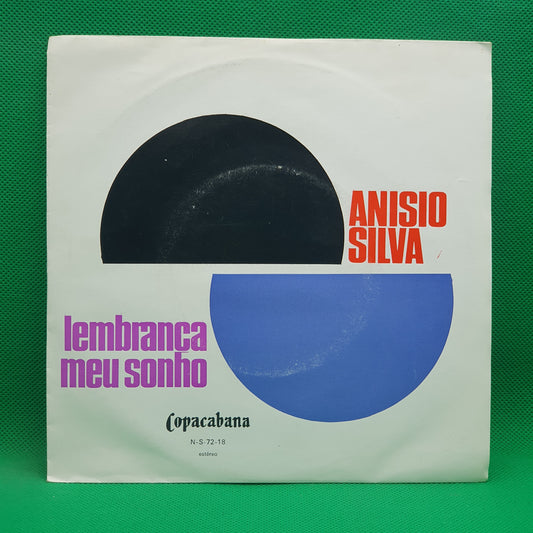 ANISIO
SILVA
lembrança
meu sonho
Copacabana
N-S-72-18
estéreo